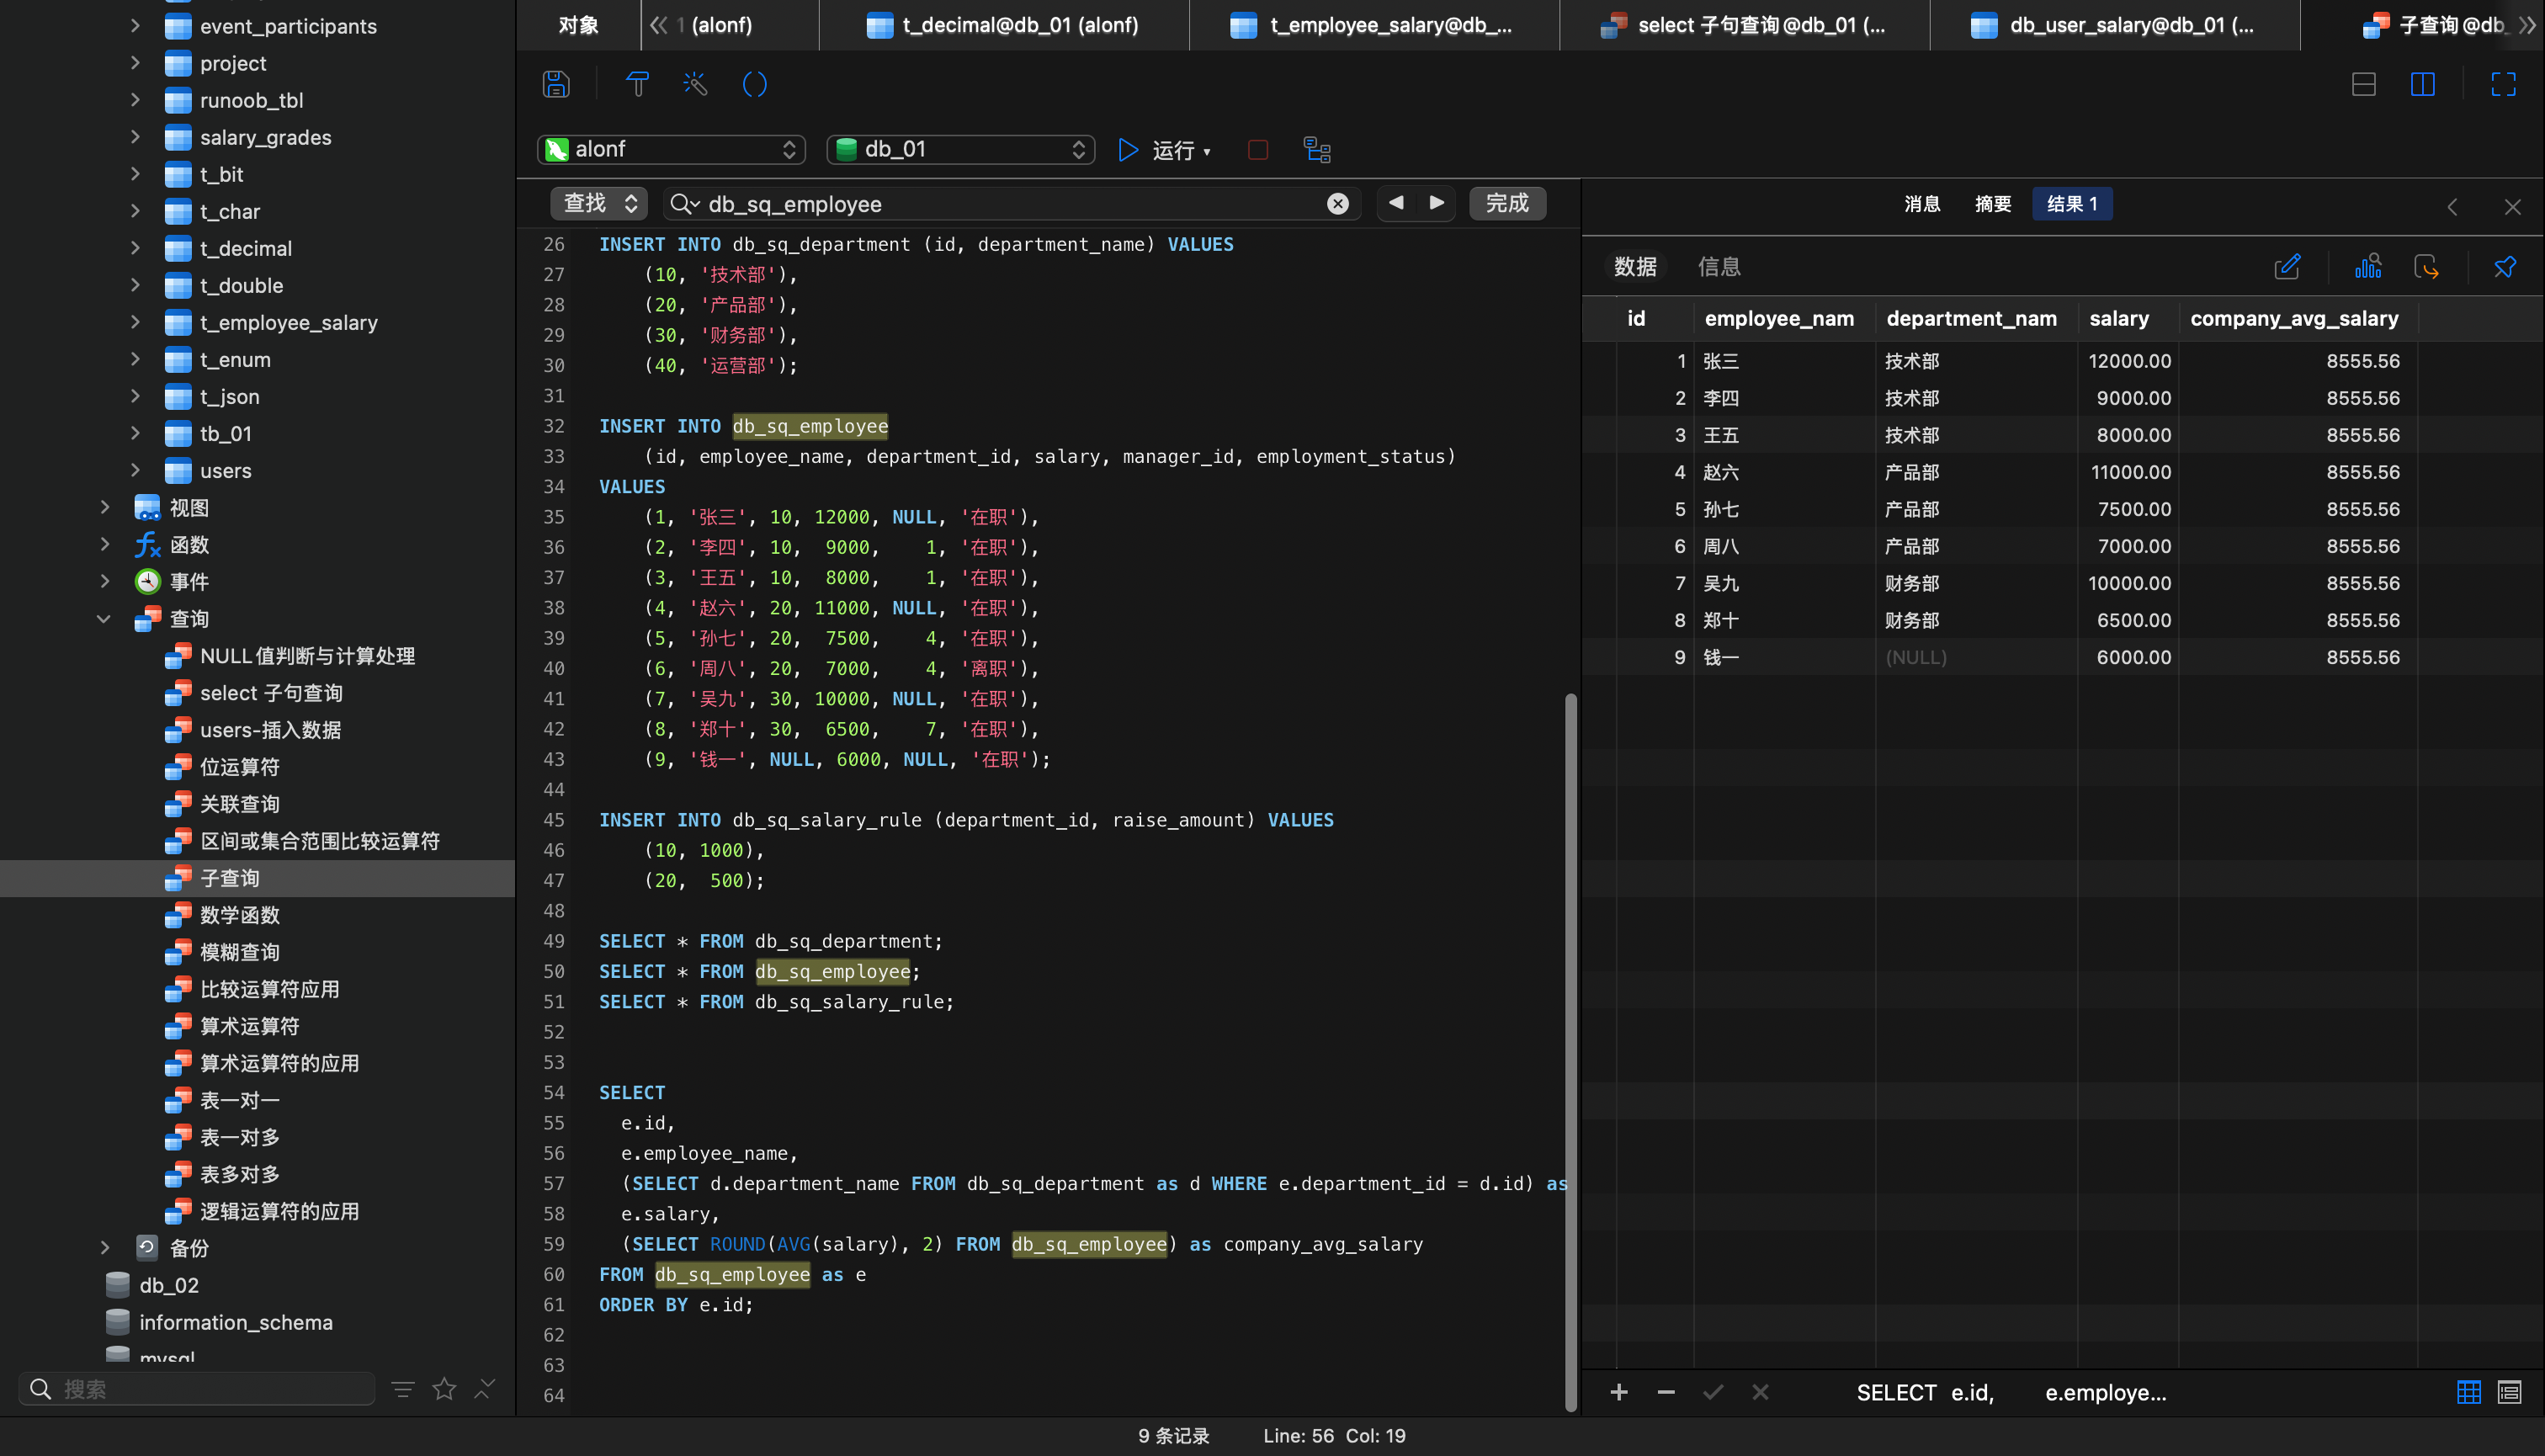 event_participants
project
runoob_tbl
salary_grades
t_bit
t_char
t_decimal
t_double
t_employee_salary
t_enum
t_json
tb_01
users
视图
函数
事件
查询
NULL值判断与计算处理
select 子句查询
users-插入数据
位运算符
关联查询
区间或集合范围比较运算符
子查询
数学函数
模糊查询
比较运算符应用
算术运算符
算术运算符的应用
表一对一
表一对多
表多对多
逻辑运算符的应用
备份
db_02
information_schema
mysql
搜索
对象 1 (alonf) t_decimal@db_01 (alonf) t_employee_salary@db_... select 子句查询@db_01 (... db_user_salary@db_01 (... 子查询@db_
alonf db_01 运行
查找 db_sq_employee 完成
26 INSERT INTO db_sq_department (id, department_name) VALUES
27 (10, '技术部'),
28 (20, '产品部'),
29 (30, '财务部'),
30 (40, '运营部');
31
32 INSERT INTO db_sq_employee
33 (id, employee_name, department_id, salary, manager_id, employment_status)
34 VALUES
35 (1, '张三', 10, 12000, NULL, '在职'),
36 (2, '李四', 10, 9000, 1, '在职'),
37 (3, '王五', 10, 8000, 1, '在职'),
38 (4, '赵六', 20, 11000, NULL, '在职'),
39 (5, '孙七', 20, 7500, 4, '在职'),
40 (6, '周八', 20, 7000, 4, '离职'),
41 (7, '吴九', 30, 10000, NULL, '在职'),
42 (8, '郑十', 30, 6500, 7, '在职'),
43 (9, '钱一', NULL, 6000, NULL, '在职');
44
45 INSERT INTO db_sq_salary_rule (department_id, raise_amount) VALUES
46 (10, 1000),
47 (20, 500);
48
49 SELECT * FROM db_sq_department;
50 SELECT * FROM db_sq_employee;
51 SELECT * FROM db_sq_salary_rule;
52
53
54 SELECT
55 e.id,
56 e.employee_name,
57 (SELECT d.department_name FROM db_sq_department as d WHERE e.department_id = d.id) as
58 e.salary,
59 (SELECT ROUND(AVG(salary), 2) FROM db_sq_employee) as company_avg_salary
60 FROM db_sq_employee as e
61 ORDER BY e.id;
62
63
64
消息 摘要 结果 1
数据 信息
id employee_nam department_nam salary company_avg_salary
1 张三 技术部 12000.00 8555.56
2 李四 技术部 9000.00 8555.56
3 王五 技术部 8000.00 8555.56
4 赵六 产品部 11000.00 8555.56
5 孙七 产品部 7500.00 8555.56
6 周八 产品部 7000.00 8555.56
7 吴九 财务部 10000.00 8555.56
8 郑十 财务部 6500.00 8555.56
9 钱一 (NULL) 6000.00 8555.56
SELECT e.id, e.employe...
9 条记录 Line: 56 Col: 19